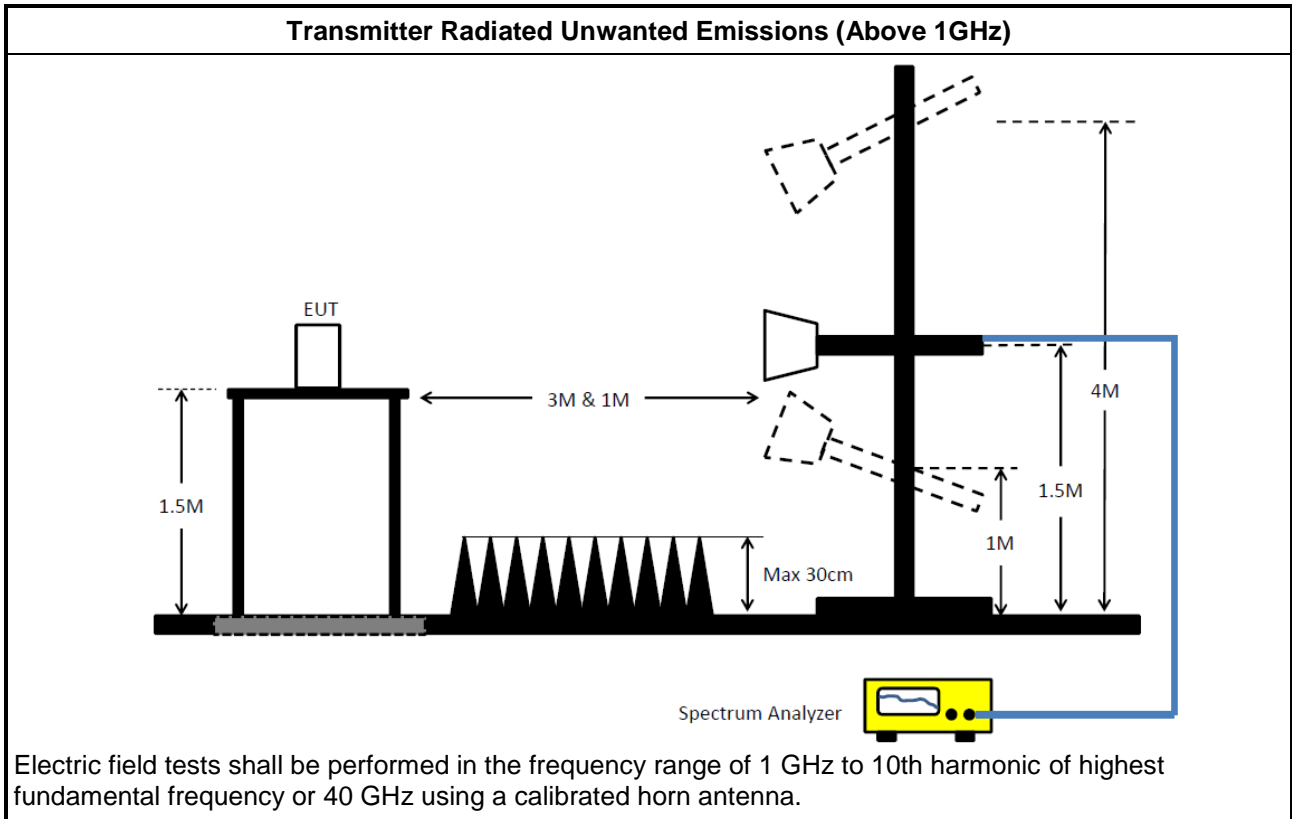 Transmitter Radiated Unwanted Emissions (Above 1GHz)
EUT
3M & 1M
4M
1.5M
1.5M
1M
Max 30cm
Spectrum Analyzer
Electric field tests shall be performed in the frequency range of 1 GHz to 10th harmonic of highest
fundamental frequency or 40 GHz using a calibrated horn antenna.